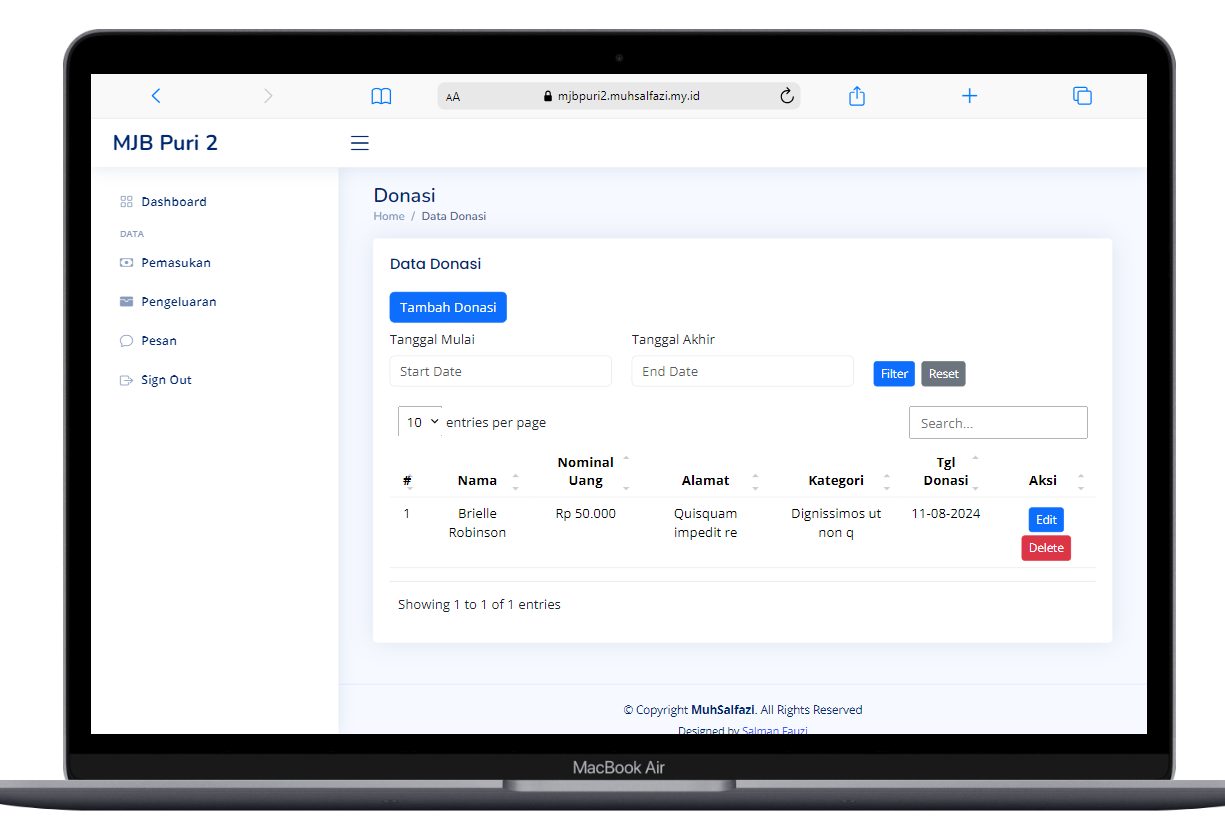 AA mjbpuri2.muhsalfazi.my.id
MJB Puri 2
Dashboard
DATA
Pemasukan
Pengeluaran
Pesan
Sign Out
Donasi
Home / Data Donasi
Data Donasi
Tambah Donasi
Tanggal Mulai Tanggal Akhir
Start Date End Date Filter Reset
10 entries per page Search...
# Nama Nominal Uang Alamat Kategori Tgl Donasi Aksi
1 Brielle Robinson Rp 50.000 Quisquam impedit re Dignissimos ut non q 11-08-2024 Edit
Delete
Showing 1 to 1 of 1 entries
© Copyright MuhSalfazi. All Rights Reserved
Designed by Salman Fauzi
MacBook Air